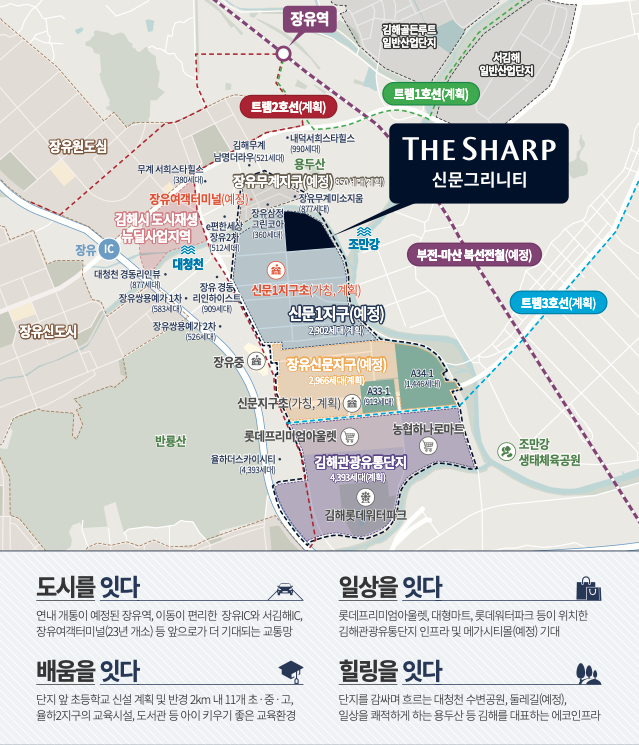 장유역
김해골든루트
일반산업단지
서김해
일반산업단지
트램1호선(계획)
트램2호선(계획)
THE SHARP
신문그리니티
장유원도심
김해무계
남명더라우(521세대)
내덕서희스타힐스
(990세대)
용두산
무계 서희스타힐스
(380세대)
장유무계지구(예정)
850세대(계획)
장유여객터미널(예정)
장유무계미소지움
(877세대)
김해시 도시재생
뉴딜사업지역
장유삼정
그린코아
(360세대)
e편한세상
장유2차
(512세대)
조만강
장유 IC
대청천
부전-마산 복선전철(예정)
대청천 경동리인뷰
(877세대)
신문1지구초(가칭, 계획)
장유 경동
리인하이스트
(909세대)
장유쌍용예가 1차
(583세대)
트램3호선(계획)
신문1지구(예정)
2,902세대(계획)
장유쌍용예가 2차
(526세대)
장유신도시
장유중
장유신문지구(예정)
2,966세대(계획)
A34-1
(1,446세대)
A33-1
(913세대)
신문지구초(가칭, 계획)
농협하나로마트
롯데프리미엄아울렛
반룡산
조만강
생태체육공원
율하더스카이시티
(4,393세대)
김해관광유통단지
4,393세대(계획)
김해롯데워터파크
도시를 잇다
연내 개통이 예정된 장유역, 이동이 편리한 장유IC와 서김해IC,
장유여객터미널(23년 개소) 등 앞으로가 더 기대되는 교통망
일상을 잇다
롯데프리미엄아울렛, 대형마트, 롯데워터파크 등이 위치한
김해관광유통단지 인프라 및 메가시티몰(예정) 기대
배움을 잇다
단지 앞 초등학교 신설 계획 및 반경 2km 내 11개 초·중·고,
율하2지구의 교육시설, 도서관 등 아이 키우기 좋은 교육환경
힐링을 잇다
단지를 감싸며 흐르는 대청천 수변공원, 둘레길(예정),
일상을 쾌적하게 하는 용두산 등 김해를 대표하는 에코인프라